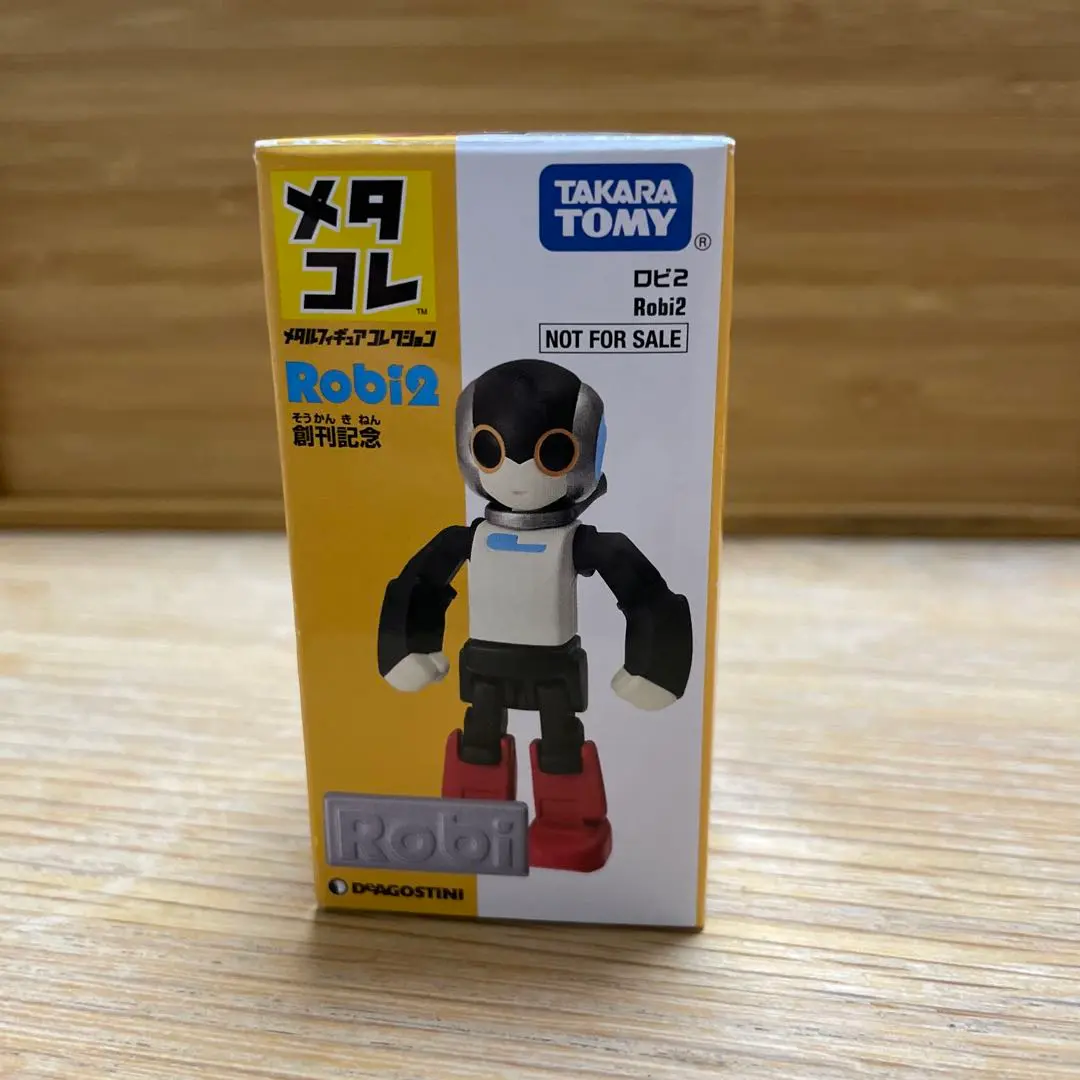 メタ
コレ
TM
メタルフィギュアコレクション
Robi2
そうかん き ねん
創刊記念
TAKARA
TOMY
®
ロビ2
Robi2
NOT FOR SALE
Robi
DeAGOSTINI